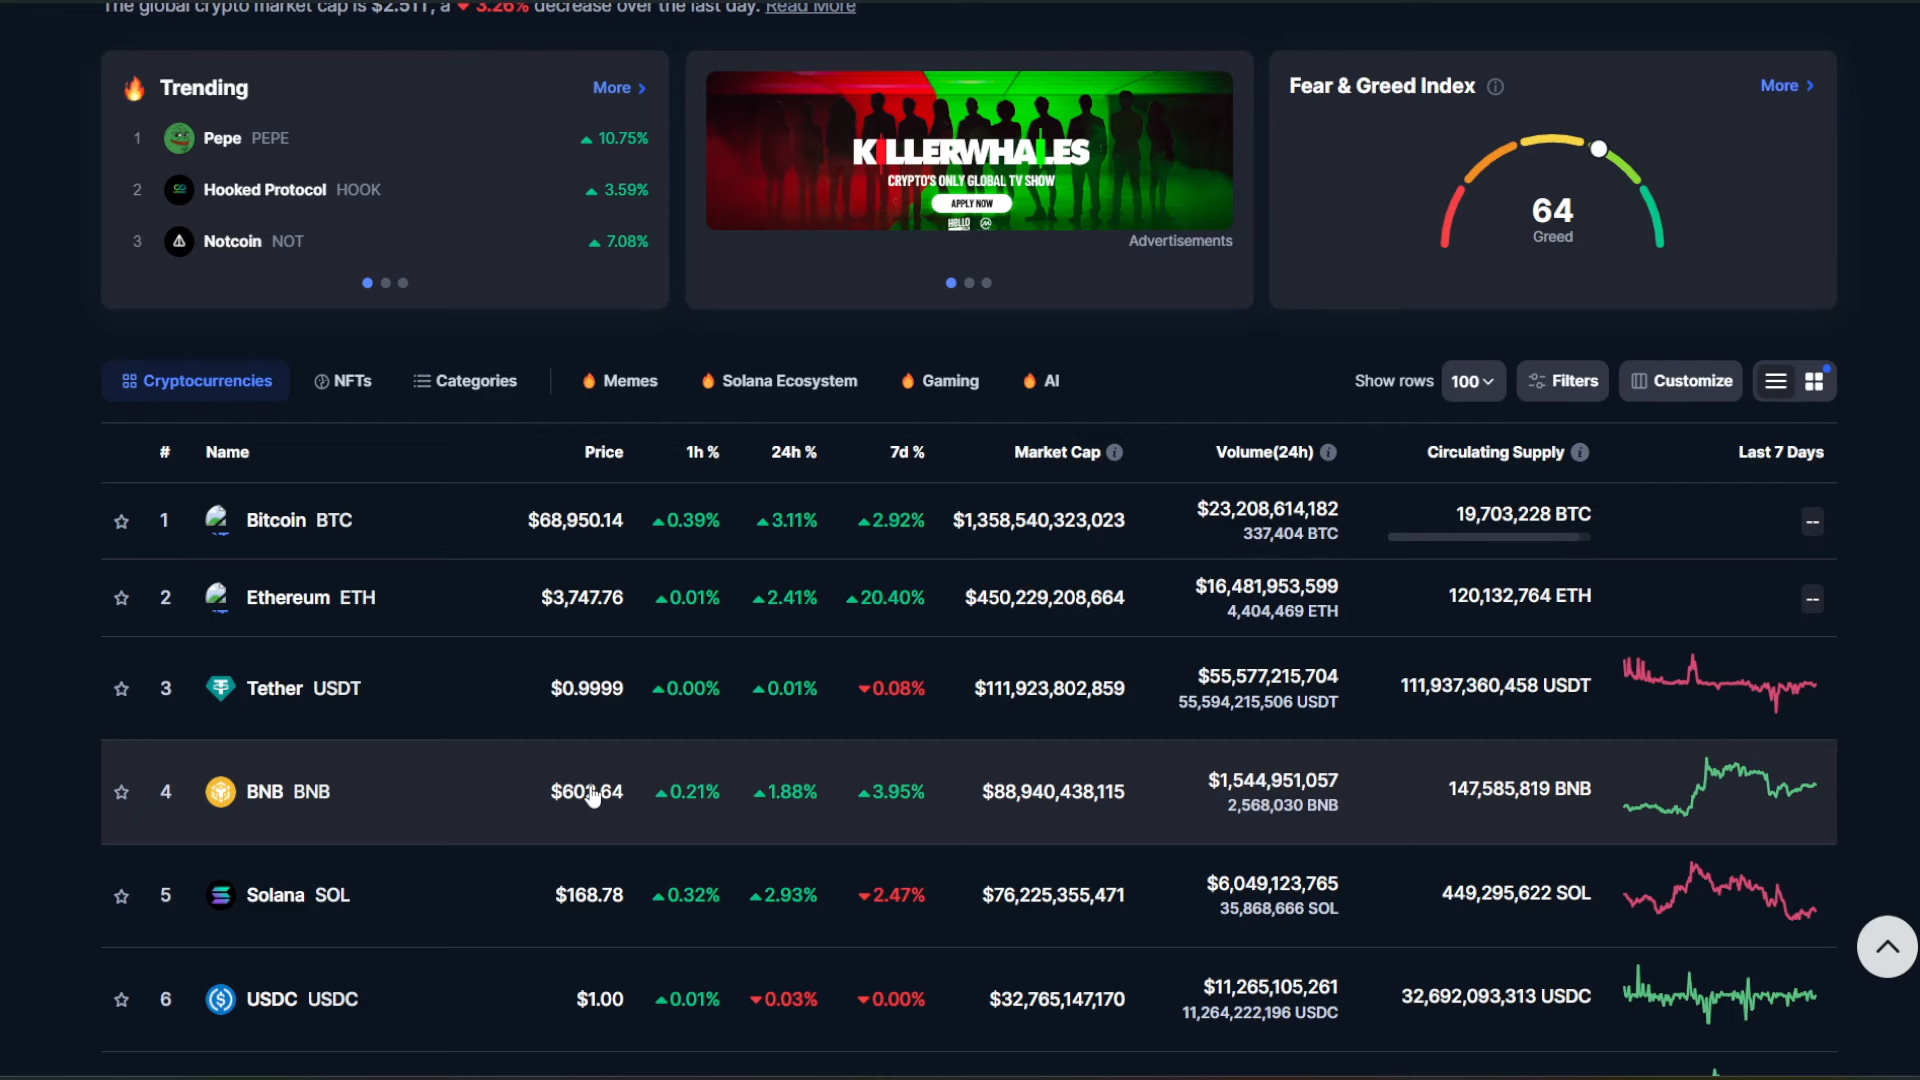 The global crypto market cap is $2.51T, a 3.26% decrease over the last day. Read More
Trending
More
1 Pepe PEPE 10.75%
2 Hooked Protocol HOOK 3.59%
3 Notcoin NOT 7.08%
KILLERWHALES
CRYPTO'S ONLY GLOBAL TV SHOW
APPLY NOW
HELLO
Advertisements
Fear & Greed Index
More
64
Greed
Cryptocurrencies NFTs Categories Memes Solana Ecosystem Gaming AI Show rows 100 Filters Customize
# Name Price 1h % 24h % 7d % Market Cap Volume(24h) Circulating Supply Last 7 Days
1 Bitcoin BTC $68,950.14 0.39% 3.11% 2.92% $1,358,540,323,023 $23,208,614,182 19,703,228 BTC --
337,404 BTC
2 Ethereum ETH $3,747.76 0.01% 2.41% 20.40% $450,229,208,664 $16,481,953,599 120,132,764 ETH --
4,404,469 ETH
3 Tether USDT $0.9999 0.00% 0.01% 0.08% $111,923,802,859 $55,577,215,704 111,937,360,458 USDT
55,594,215,506 USDT
4 BNB BNB 0.21% 1.88% 3.95% $88,940,438,115 $1,544,951,057 147,585,819 BNB
2,568,030 BNB
5 Solana SOL $168.78 0.32% 2.93% 2.47% $76,225,355,471 $6,049,123,765 449,295,622 SOL
35,868,666 SOL
6 USDC USDC $1.00 0.01% 0.03% 0.00% $32,765,147,170 $11,265,105,261 32,692,093,313 USDC
11,264,222,196 USDC